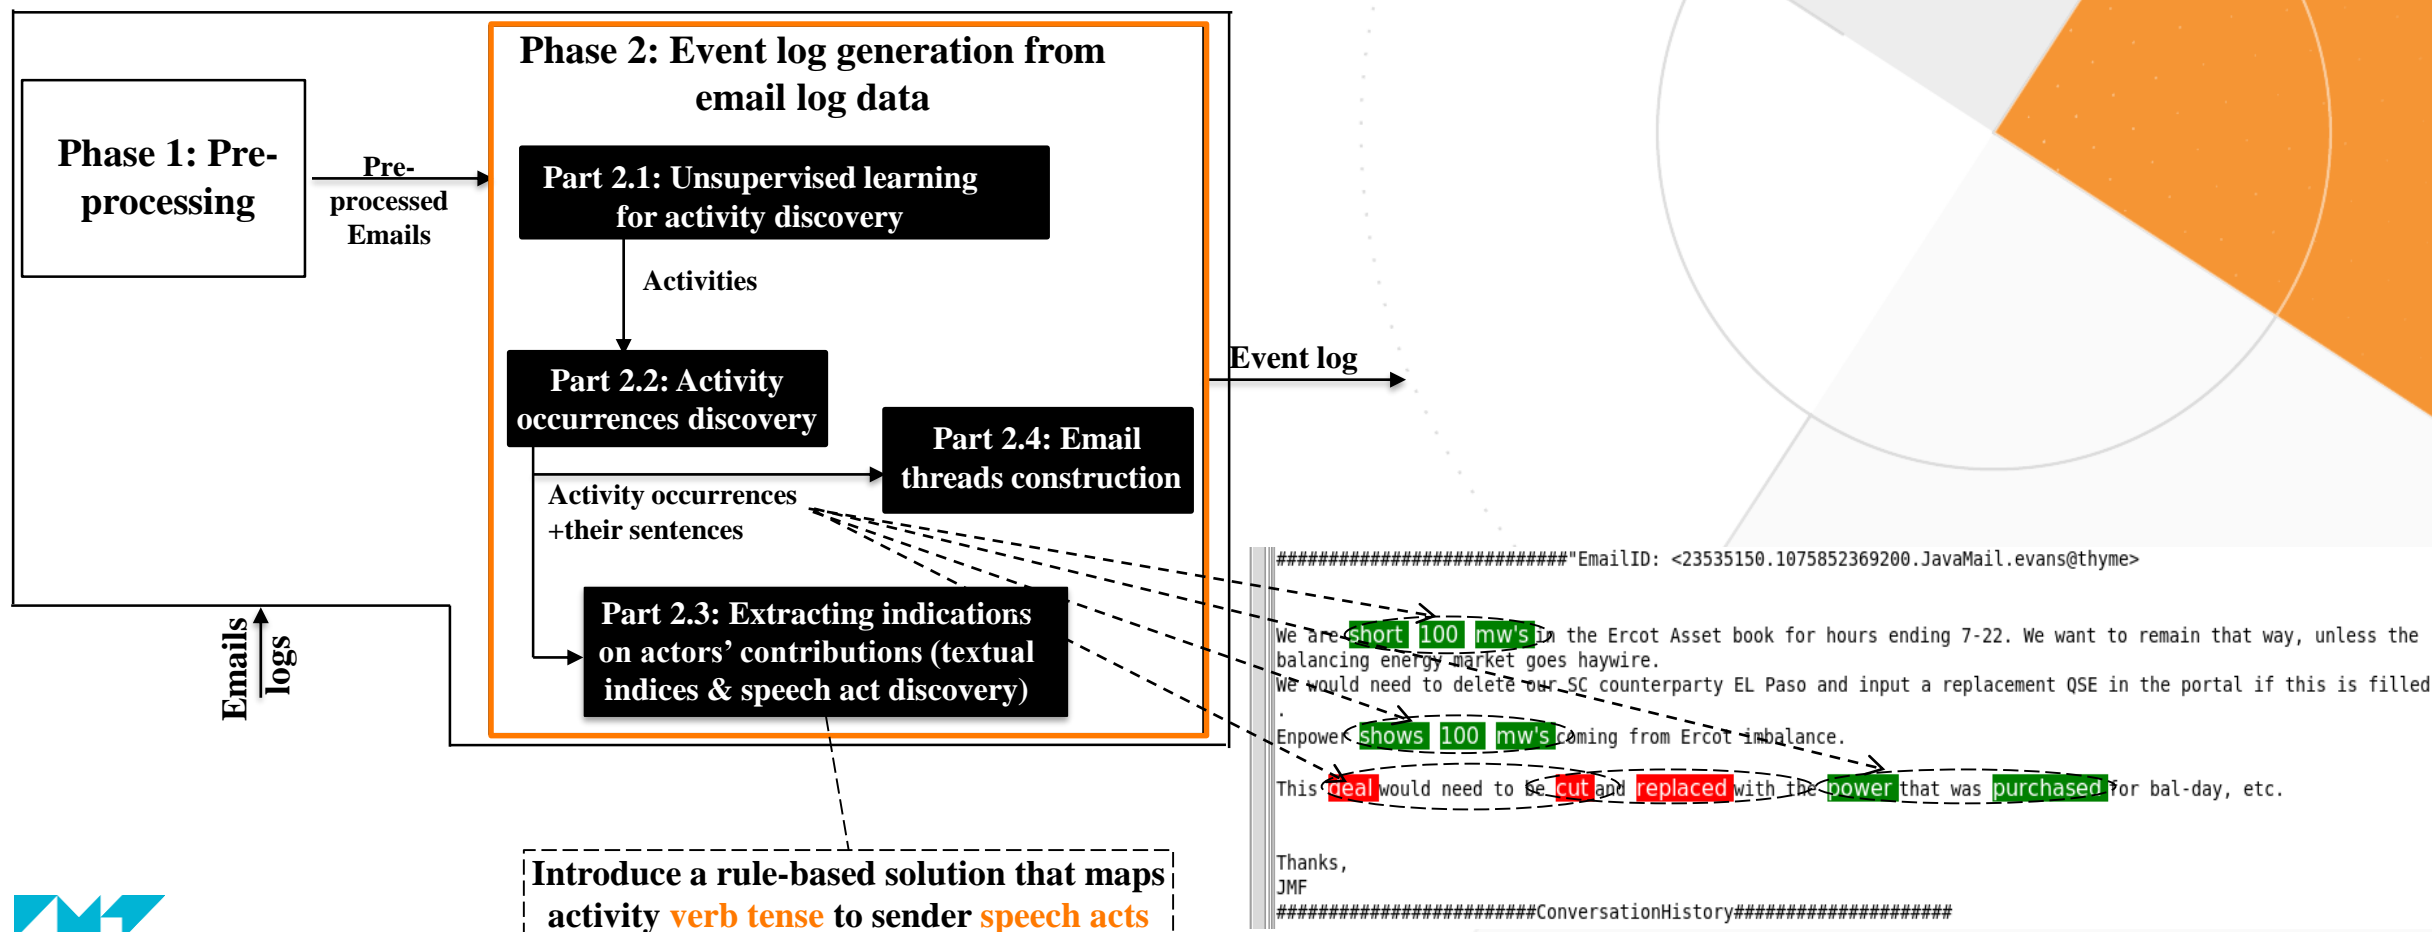 Phase 2: Event log generation from
email log data
Phase 1: Pre-
processing
Pre-
processed
Emails
Part 2.1: Unsupervised learning
for activity discovery
Activities
Part 2.2: Activity
occurrences discovery
Event log
Part 2.4: Email
threads construction
Activity occurrences
+their sentences
Part 2.3: Extracting indications
on actors’ contributions (textual
indices & speech act discovery)
Emails
logs
Introduce a rule-based solution that maps
activity verb tense to sender speech acts
############################"EmailID: <23535150.1075852369200.JavaMail.evans@thyme>
We are short 100 mw's in the Ercot Asset book for hours ending 7-22. We want to remain that way, unless the
balancing energy market goes haywire.
We would need to delete our SC counterparty EL Paso and input a replacement QSE in the portal if this is filled
.
Enpower shows 100 mw's coming from Ercot imbalance.
This deal would need to be cut and replaced with the power that was purchased for bal-day, etc.
Thanks,
JMF
#########################ConversationHistory#####################